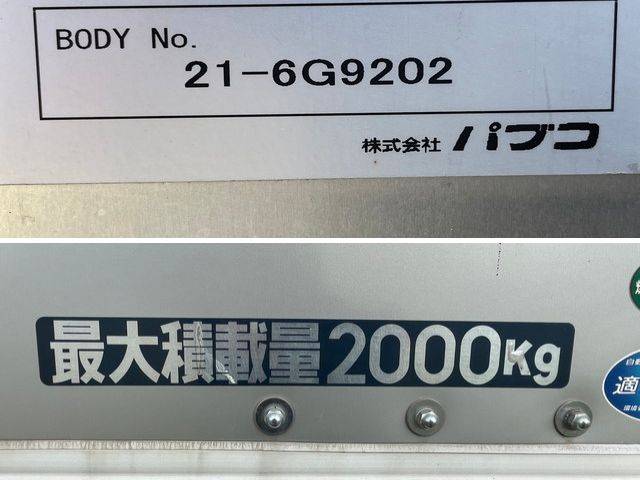 BODY No.
21-6G9202
株式会社 パブコ
最大積載量2000Kg
適